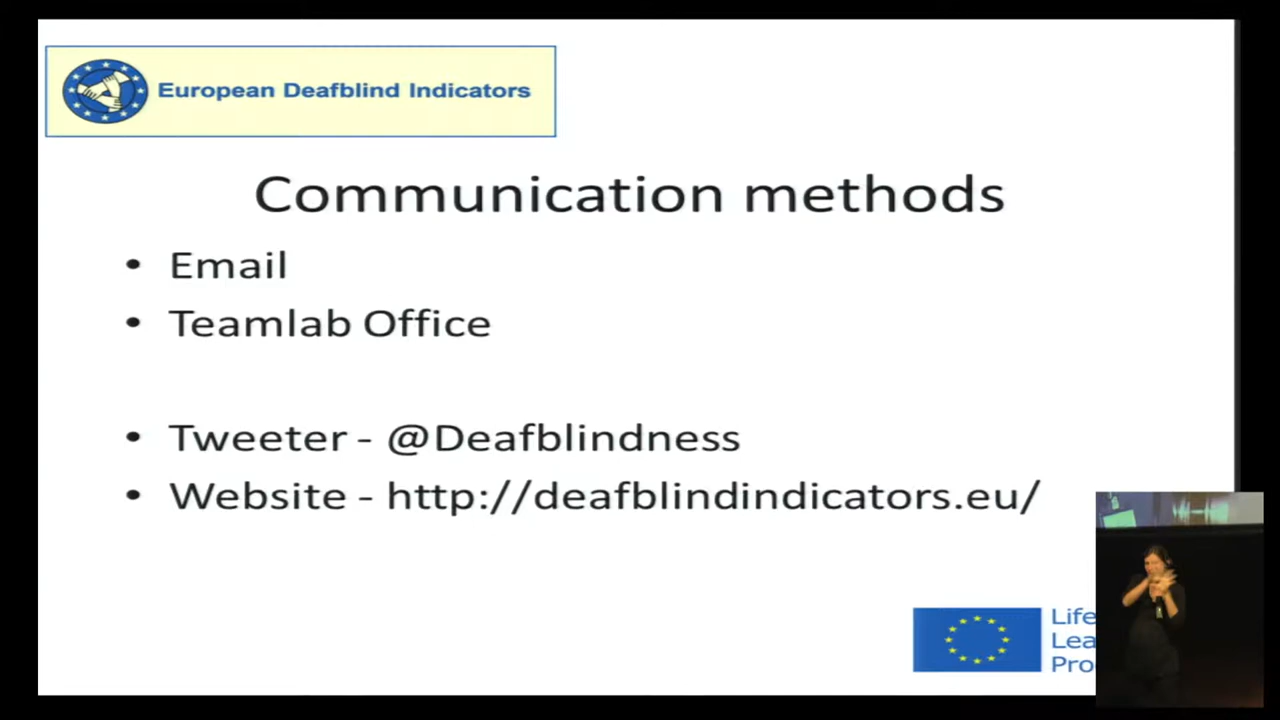 European Deafblind Indicators
Communication methods
• Email
• Teamlab Office
• Tweeter - @Deafblindness
• Website - http://deafblindindicators.eu/